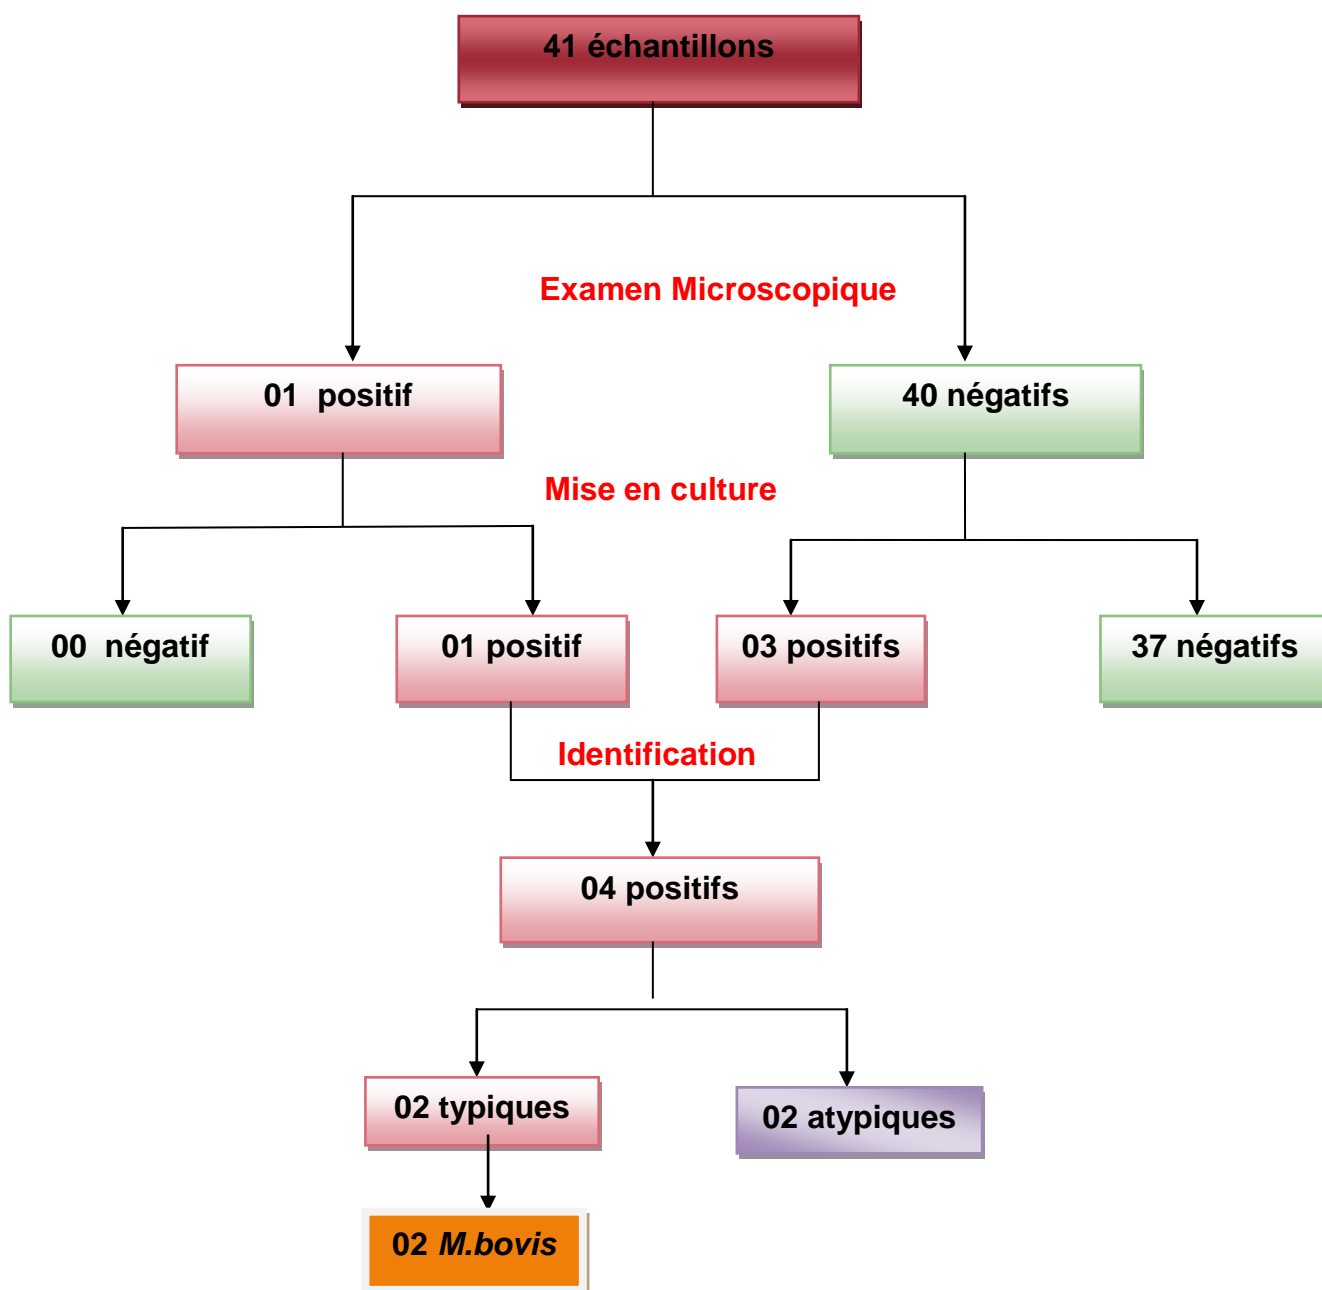 41 échantillons
Examen Microscopique
01 positif
40 négatifs
Mise en culture
00 négatif
01 positif
03 positifs
37 négatifs
Identification
04 positifs
02 typiques
02 atypiques
02 M.bovis